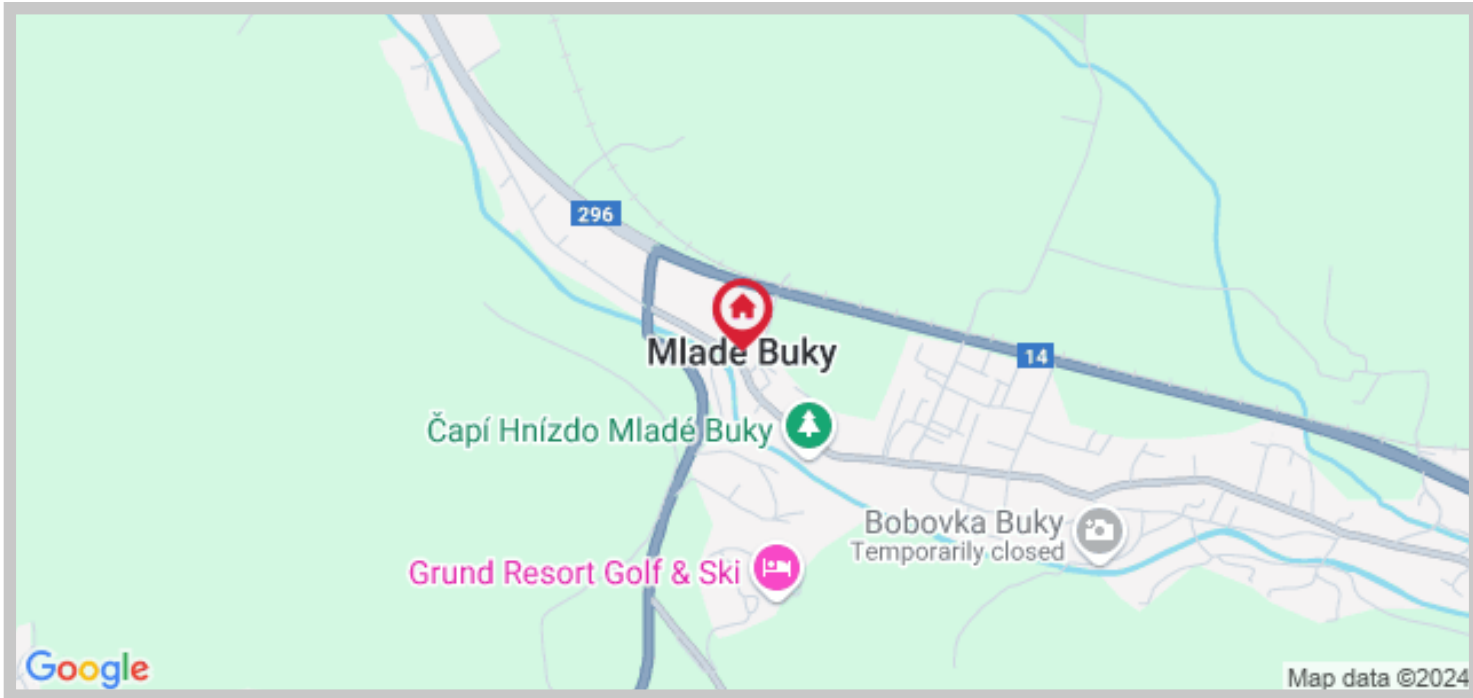 296
Mladé Buky
14
Čapí Hnízdo Mladé Buky
Bobovka Buky
Temporarily closed
Grund Resort Golf & Ski
Google
Map data ©2024